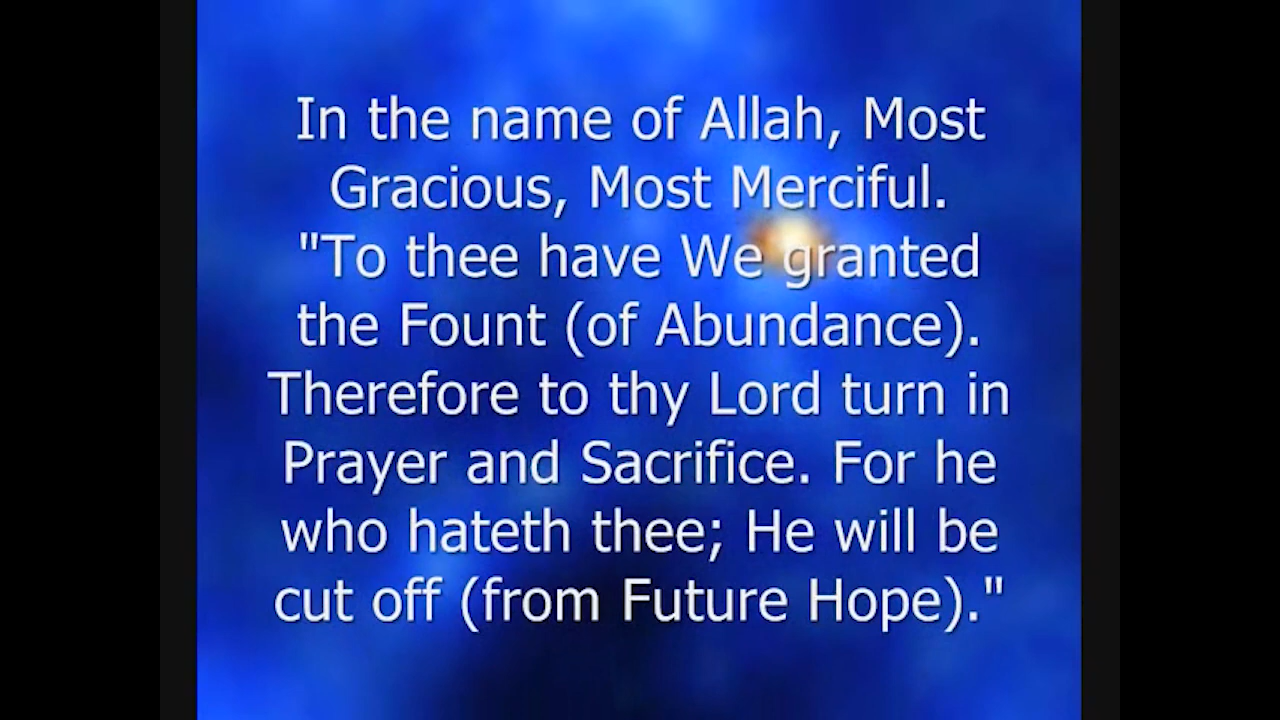 In the name of Allah, Most
Gracious, Most Merciful.
"To thee have We granted
the Fount (of Abundance).
Therefore to thy Lord turn in
Prayer and Sacrifice. For he
who hateth thee; He will be
cut off (from Future Hope)."